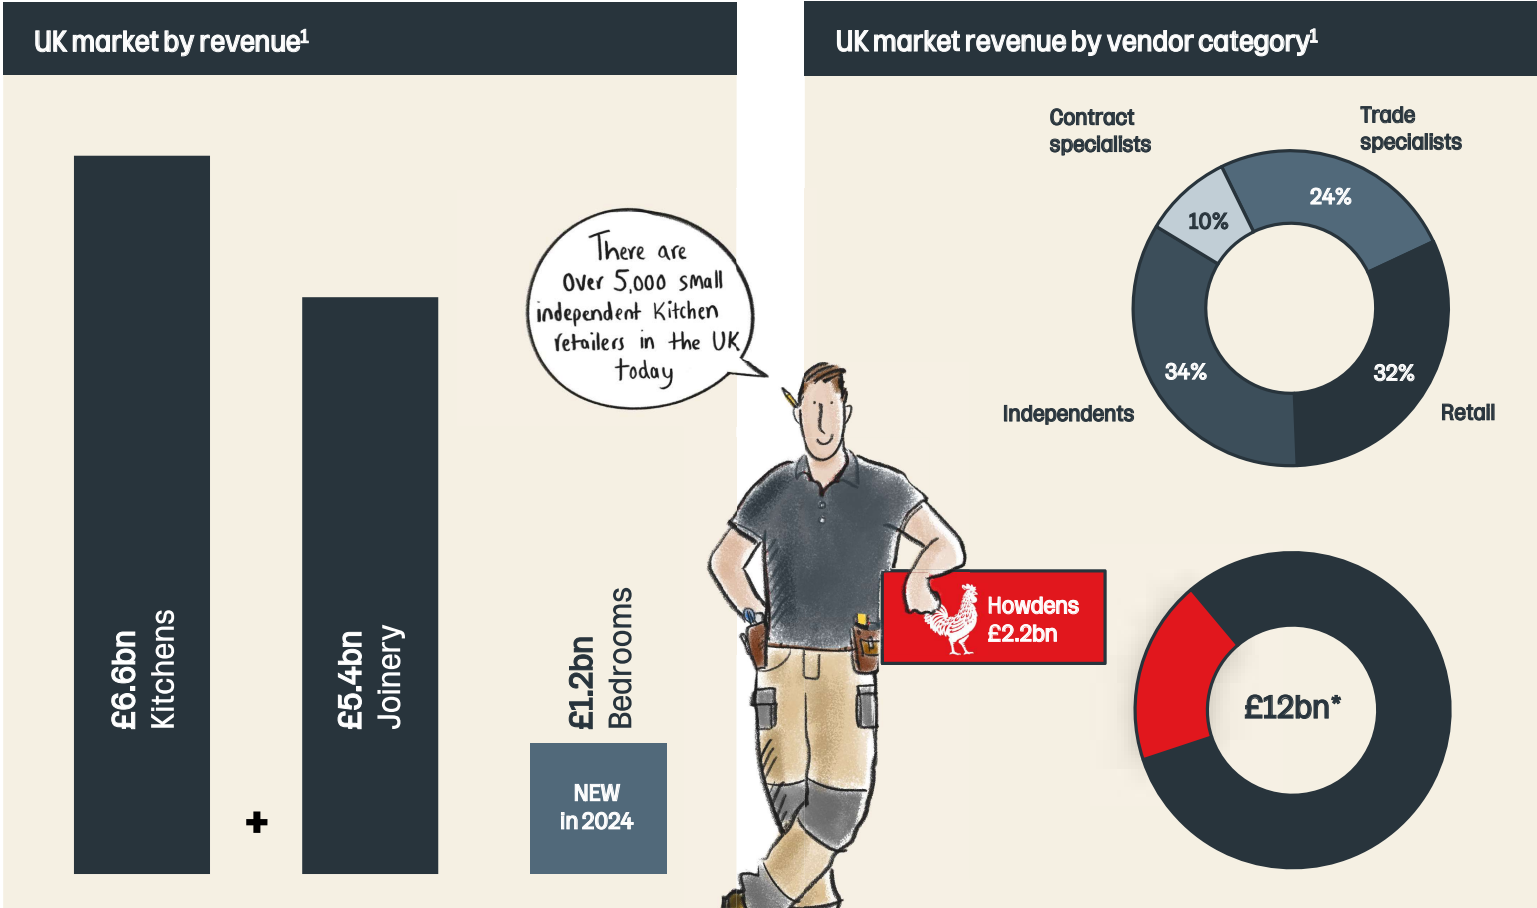 UK market by revenue¹
£6.6bn
Kitchens
+
£5.4bn
Joinery
£1.2bn
Bedrooms
NEW
in 2024
There are
over 5,000 small
independent Kitchen
retailers in the UK
today
UK market revenue by vendor category¹
Contract
specialists
Trade
specialists
10%
24%
34%
32%
Independents
Retail
Howdens
£2.2bn
£12bn*